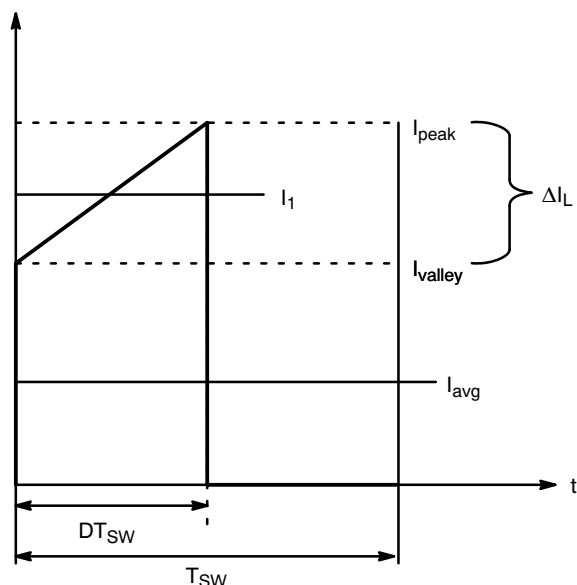 I_peak
ΔI_L
I_1
I_valley
I_avg
t
DT_SW
T_SW